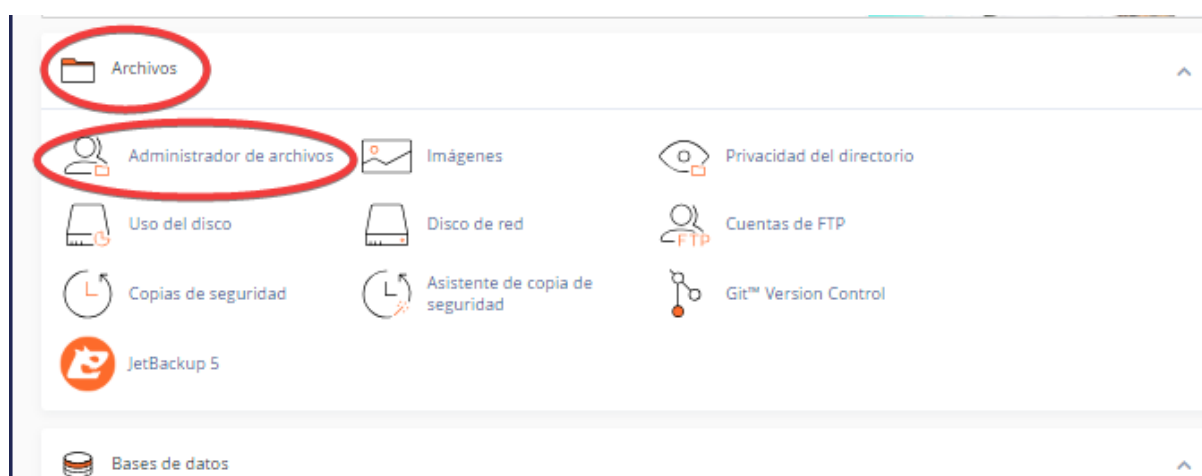 Archivos
Administrador de archivos
Imágenes
Privacidad del directorio
Uso del disco
Disco de red
Cuentas de FTP
FTP
Copias de seguridad
Asistente de copia de
seguridad
Git™ Version Control
JetBackup 5
Bases de datos